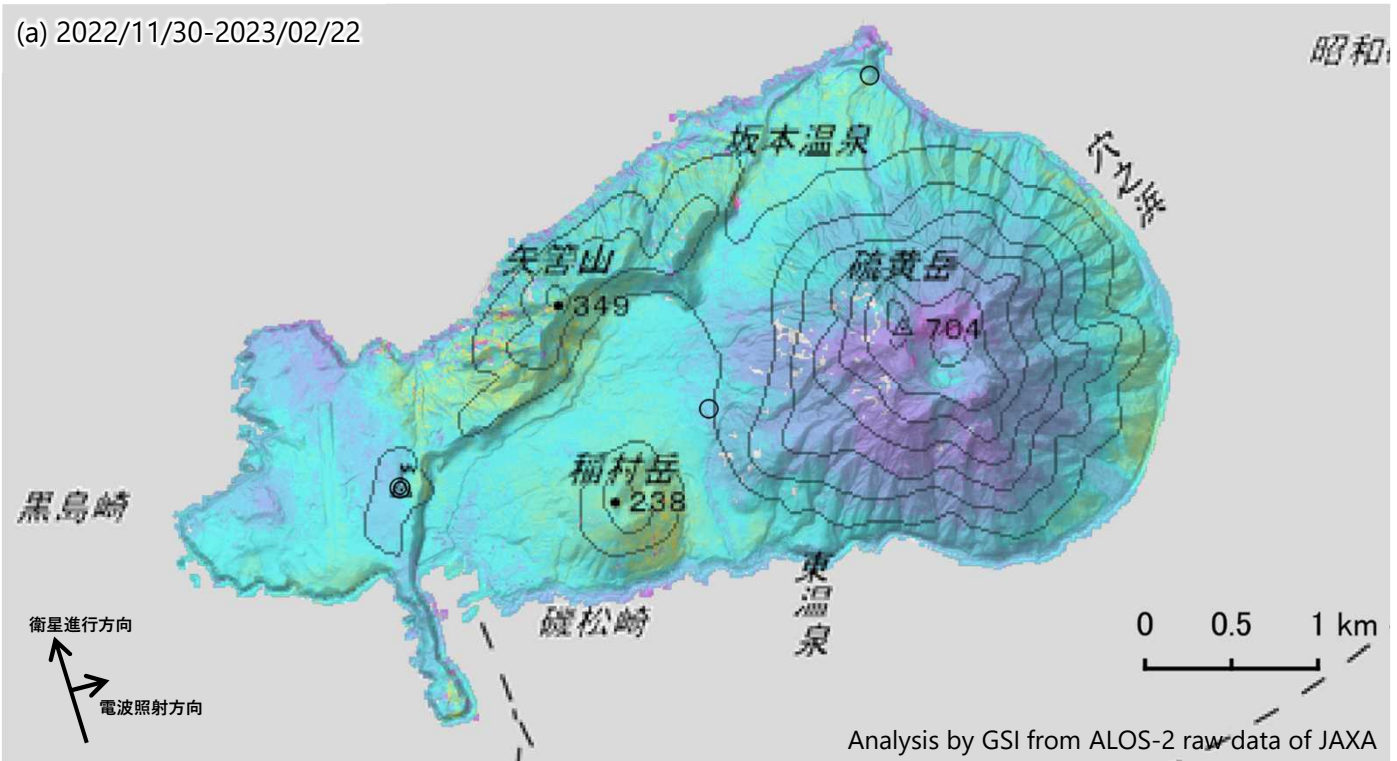 (a) 2022/11/30-2023/02/22
昭和
坂本温泉
穴之浜
矢筈山
硫黄岳
349
704
稲村岳
238
黒島崎
東温泉
磯松崎
0 0.5 1 km
衛星進行方向
電波照射方向
Analysis by GSI from ALOS-2 raw data of JAXA